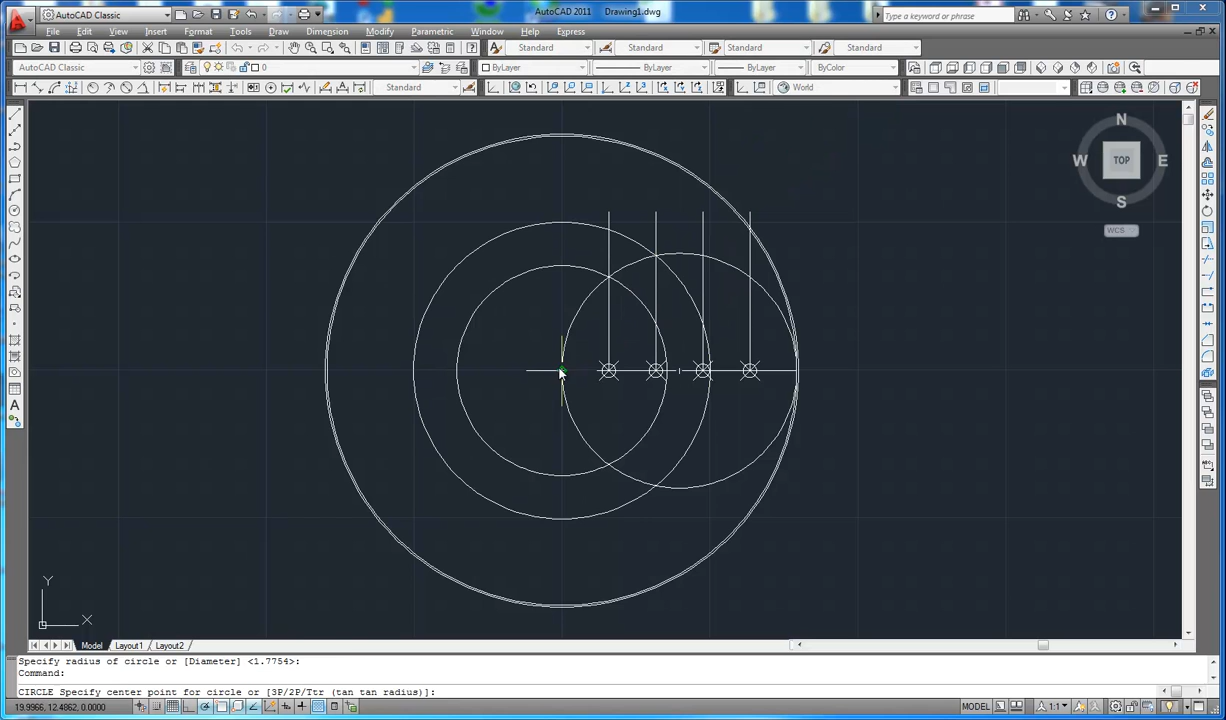 AutoCAD Classic
AutoCAD 2011 Drawing1.dwg
Type a keyword or phrase
File Edit View Insert Format Tools Draw Dimension Modify Parametric Window Help Express
Standard Standard Standard Standard
AutoCAD Classic 0 ByLayer ByLayer ByLayer ByColor
Standard World
N
W TOP E
S
WCS
Y
X
Model Layout1 Layout2
Specify radius of circle or [Diameter] <1.7754>:
Command:
CIRCLE Specify center point for circle or [3P/2P/Ttr (tan tan radius)]:
19.9966, 12.4862, 0.0000 MODEL 1:1